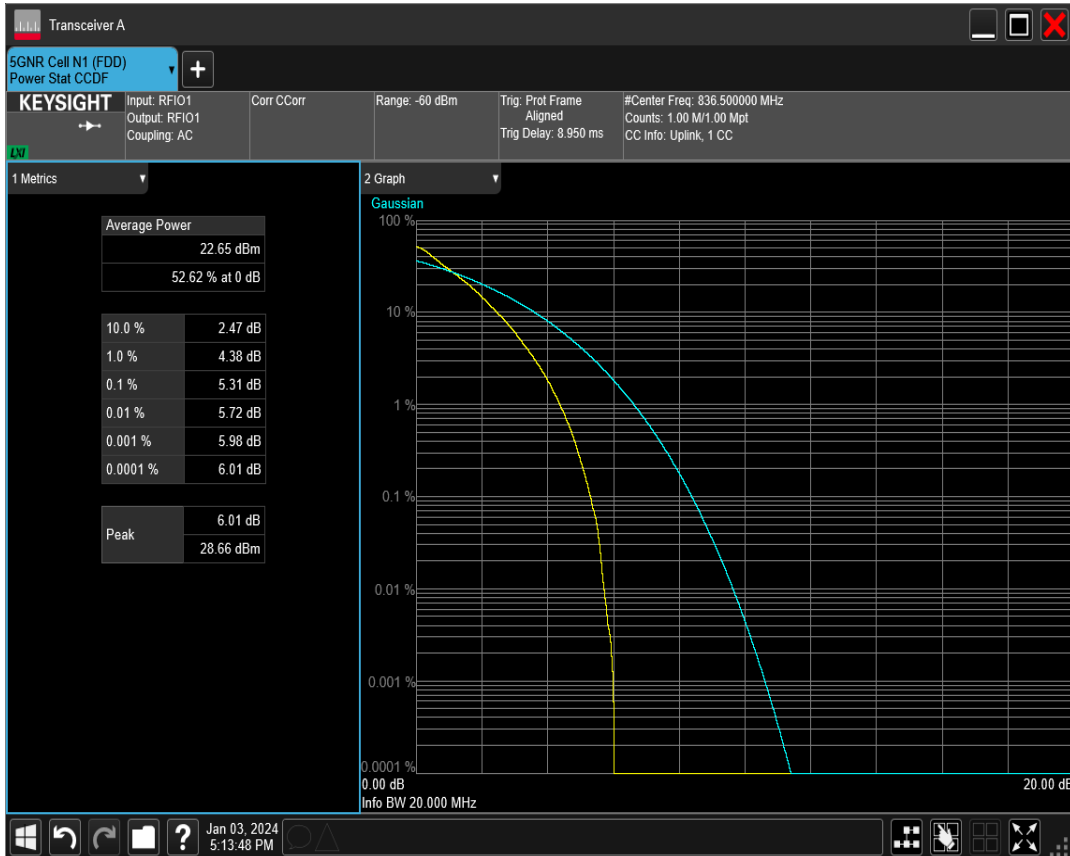 Transceiver A
5GNR Cell N1 (FDD)
Power Stat CCDF
KEYSIGHT
LXI
Input: RFIO1
Output: RFIO1
Coupling: AC
Corr CCorr
Range: -60 dBm
Trig: Prot Frame
Aligned
Trig Delay: 8.950 ms
#Center Freq: 836.500000 MHz
Counts: 1.00 M/1.00 Mpt
CC Info: Uplink, 1 CC
1 Metrics
Average Power
22.65 dBm
52.62 % at 0 dB
10.0 % 2.47 dB
1.0 % 4.38 dB
0.1 % 5.31 dB
0.01 % 5.72 dB
0.001 % 5.98 dB
0.0001 % 6.01 dB
Peak
6.01 dB
28.66 dBm
2 Graph
Gaussian
100 %
10 %
1 %
0.1 %
0.01 %
0.001 %
0.0001 %
0.00 dB 20.00 dB
Info BW 20.000 MHz
Jan 03, 2024
5:13:48 PM